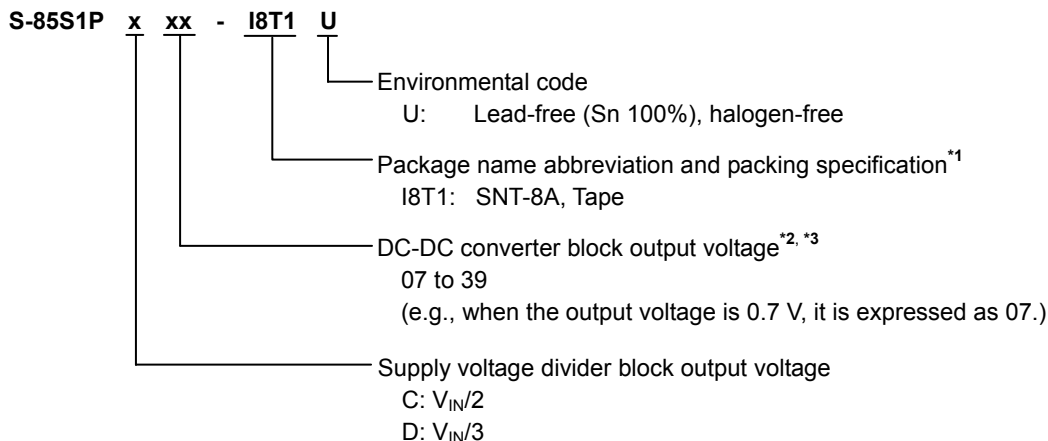 S-85S1P x xx - I8T1 U
Environmental code
U: Lead-free (Sn 100%), halogen-free
Package name abbreviation and packing specification*1
I8T1: SNT-8A, Tape
DC-DC converter block output voltage*2, *3
07 to 39
(e.g., when the output voltage is 0.7 V, it is expressed as 07.)
Supply voltage divider block output voltage
C: VIN/2
D: VIN/3